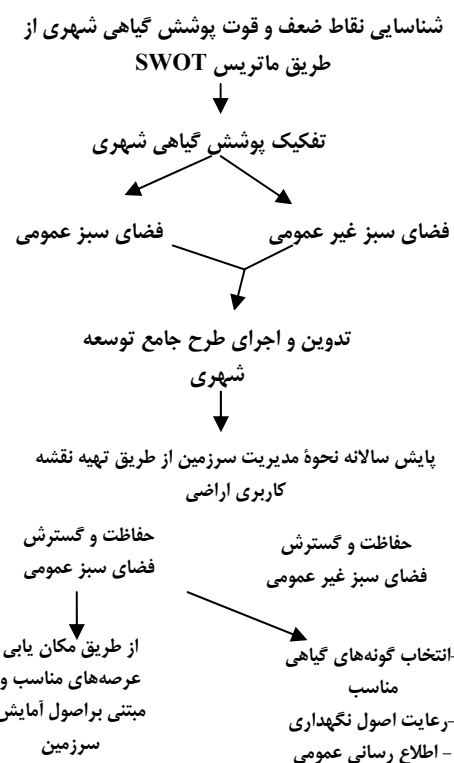 شناسایی نقاط ضعف و قوت پوشش گیاهی شهری از
طریق ماتریس SWOT
تفکیک پوشش گیاهی شهری
فضای سبز غیر عمومی
فضای سبز عمومی
تدوین و اجرای طرح جامع توسعه
شهری
پایش سالانه نحوهٔ مدیریت سرزمین از طریق تهیه نقشه
کاربری اراضی
حفاظت و گسترش
فضای سبز غیر عمومی
حفاظت و گسترش
فضای سبز عمومی
-انتخاب گونه‌های گیاهی
مناسب
-رعایت اصول نگهداری
- اطلاع رسانی عمومی
از طریق مکان یابی
عرصه‌های مناسب و
مبتنی براصول آمایش
سرزمین